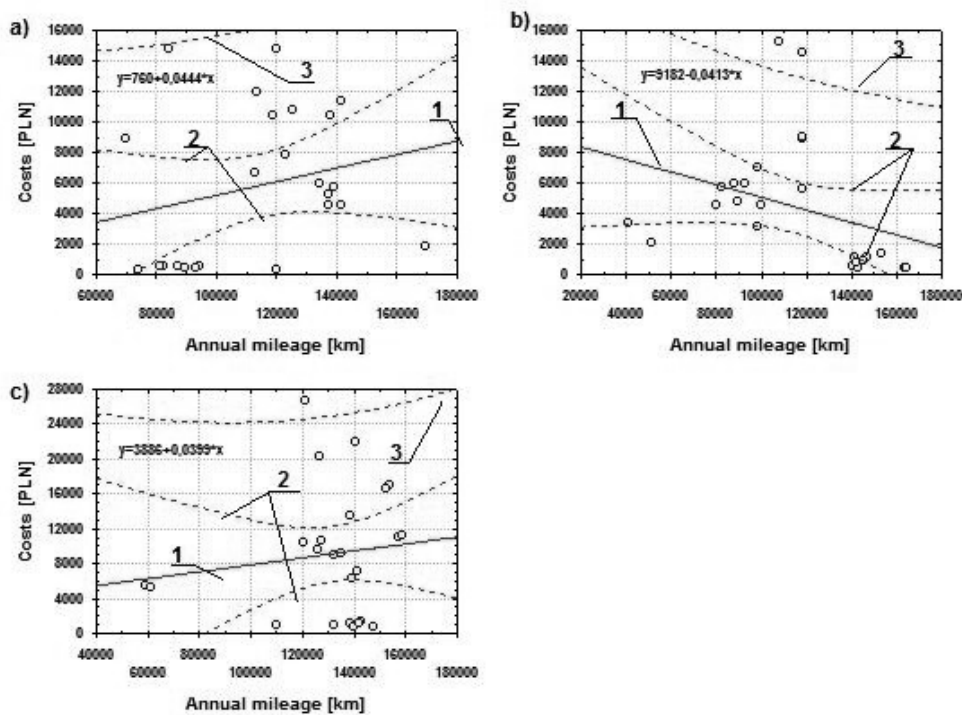 a)
16000
14000
12000
10000
8000
6000
4000
2000
0
Costs [PLN]
y=760+0,0444*x
3
2
1
60000 100000 140000 180000
80000 120000 160000
Annual mileage [km]
b)
16000
14000
12000
10000
8000
6000
4000
2000
0
Costs [PLN]
y=9182-0,0413*x
3
1
2
20000 60000 100000 140000 180000
40000 80000 120000 160000
Annual mileage [km]
c)
28000
24000
20000
16000
12000
8000
4000
0
Costs [PLN]
y=3886+0,0399*x
3
2
1
40000 80000 120000 160000
60000 100000 140000 180000
Annual mileage [km]